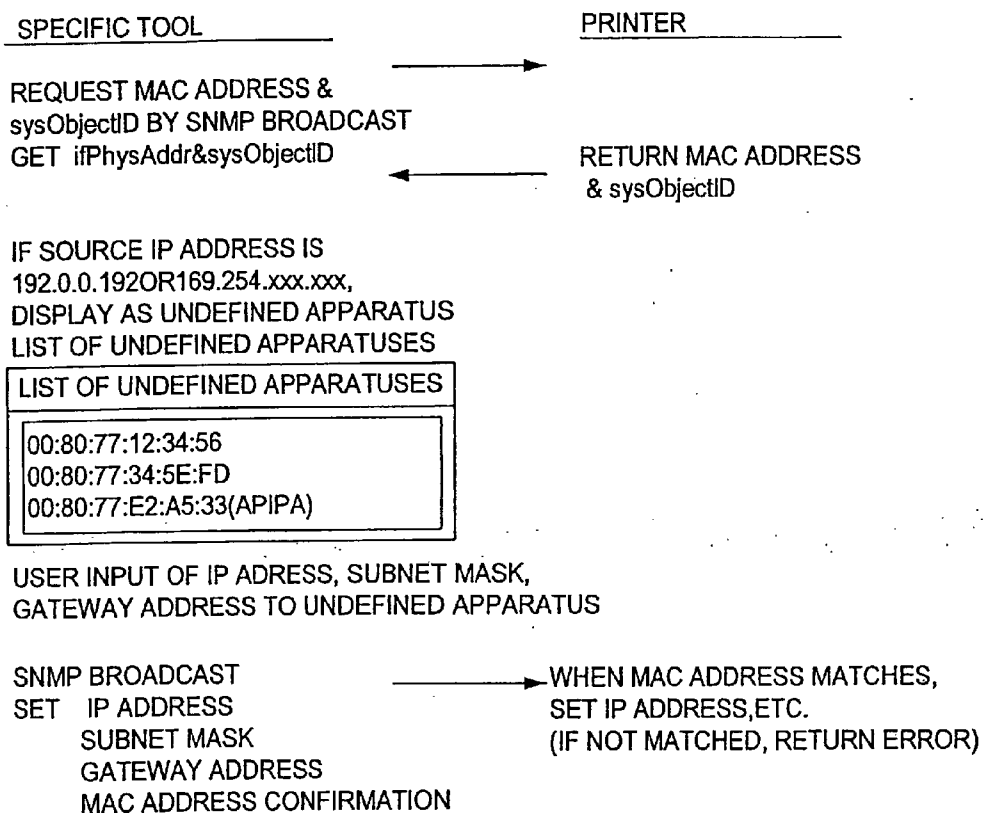 SPECIFIC TOOL
PRINTER
REQUEST MAC ADDRESS &
sysObjectID BY SNMP BROADCAST
GET ifPhysAddr&sysObjectID
RETURN MAC ADDRESS
& sysObjectID
IF SOURCE IP ADDRESS IS
192.0.0.192OR169.254.xxx.xxx,
DISPLAY AS UNDEFINED APPARATUS
LIST OF UNDEFINED APPARATUSES
LIST OF UNDEFINED APPARATUSES
00:80:77:12:34:56
00:80:77:34:5E:FD
00:80:77:E2:A5:33(APIPA)
USER INPUT OF IP ADRESS, SUBNET MASK,
GATEWAY ADDRESS TO UNDEFINED APPARATUS
SNMP BROADCAST
SET IP ADDRESS
SUBNET MASK
GATEWAY ADDRESS
MAC ADDRESS CONFIRMATION
WHEN MAC ADDRESS MATCHES,
SET IP ADDRESS,ETC.
(IF NOT MATCHED, RETURN ERROR)